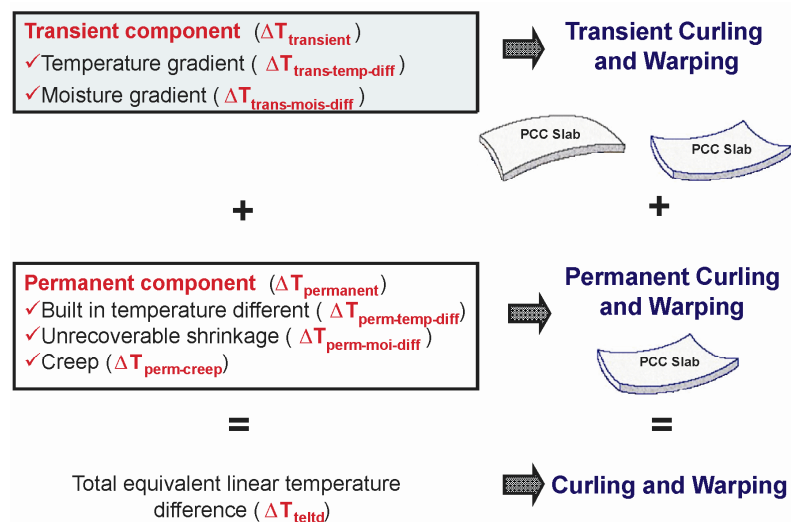 Transient component (ΔTtransient)
✓Temperature gradient ( ΔTtrans-temp-diff)
✓Moisture gradient ( ΔTtrans-mois-diff )
Transient Curling
and Warping
PCC Slab
PCC Slab
+
+
Permanent component (ΔTpermanent)
✓Built in temperature different ( ΔTperm-temp-diff)
✓Unrecoverable shrinkage ( ΔTperm-moi-diff)
✓Creep (ΔTperm-creep)
Permanent Curling
and Warping
PCC Slab
=
=
Total equivalent linear temperature
difference (ΔTteltd)
Curling and Warping